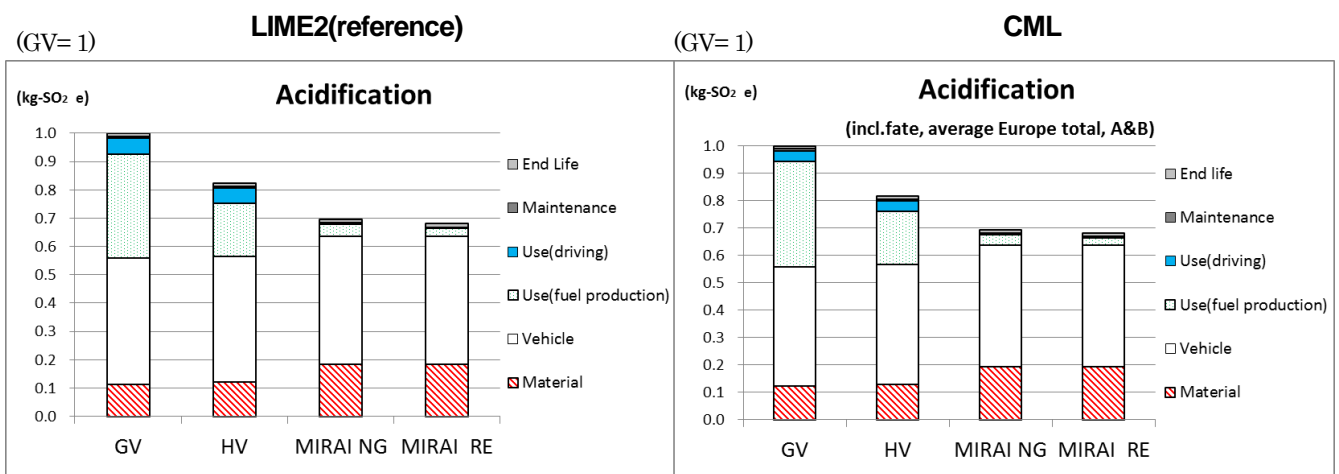 LIME2(reference)
(GV= 1)
Acidification
(kg-SO2 e)
1.0
0.9
0.8
0.7
0.6
0.5
0.4
0.3
0.2
0.1
0.0
GV
HV
MIRAI NG
MIRAI RE
End Life
Maintenance
Use(driving)
Use(fuel production)
Vehicle
Material
CML
(GV= 1)
Acidification
(kg-SO2 e)
(incl.fate, average Europe total, A&B)
1.0
0.9
0.8
0.7
0.6
0.5
0.4
0.3
0.2
0.1
0.0
GV
HV
MIRAI NG
MIRAI RE
End life
Maintenance
Use(driving)
Use(fuel production)
Vehicle
Material